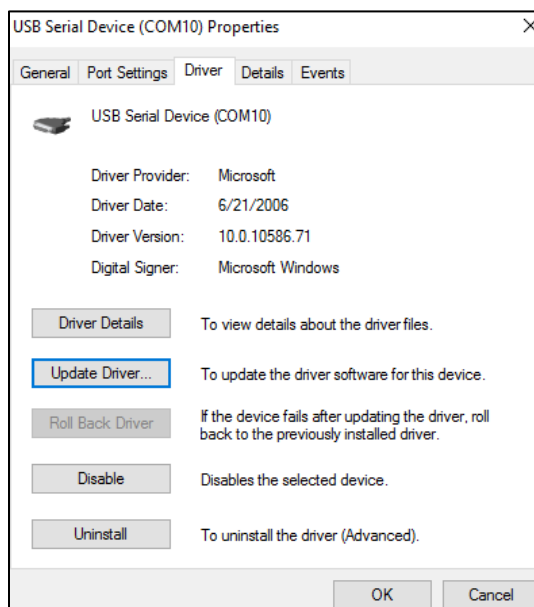 USB Serial Device (COM10) Properties
General Port Settings Driver Details Events
USB Serial Device (COM10)
Driver Provider: Microsoft
Driver Date: 6/21/2006
Driver Version: 10.0.10586.71
Digital Signer: Microsoft Windows
Driver Details To view details about the driver files.
Update Driver... To update the driver software for this device.
Roll Back Driver If the device fails after updating the driver, roll
back to the previously installed driver.
Disable Disables the selected device.
Uninstall To uninstall the driver (Advanced).
OK Cancel